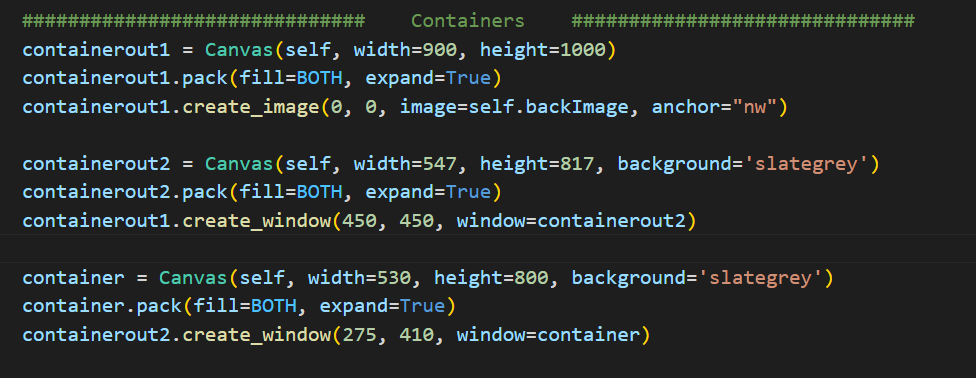 ############################## Containers ##############################
containerout1 = Canvas(self, width=900, height=1000)
containerout1.pack(fill=BOTH, expand=True)
containerout1.create_image(0, 0, image=self.backImage, anchor="nw")
containerout2 = Canvas(self, width=547, height=817, background='slategrey')
containerout2.pack(fill=BOTH, expand=True)
containerout1.create_window(450, 450, window=containerout2)
container = Canvas(self, width=530, height=800, background='slategrey')
container.pack(fill=BOTH, expand=True)
containerout2.create_window(275, 410, window=container)